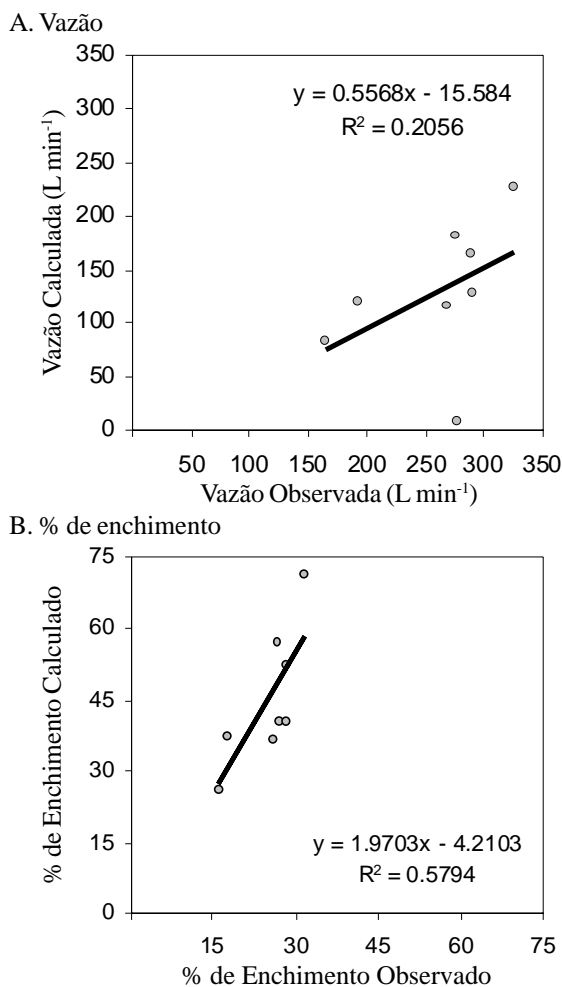 A. Vazão
350
300
250
200
150
100
50
0
y = 0.5568x - 15.584
R² = 0.2056
Vazão Calculada (L min⁻¹)
50 100 150 200 250 300 350
Vazão Observada (L min⁻¹)
B. % de enchimento
75
60
45
30
15
0
% de Enchimento Calculado
y = 1.9703x - 4.2103
R² = 0.5794
15 30 45 60 75
% de Enchimento Observado